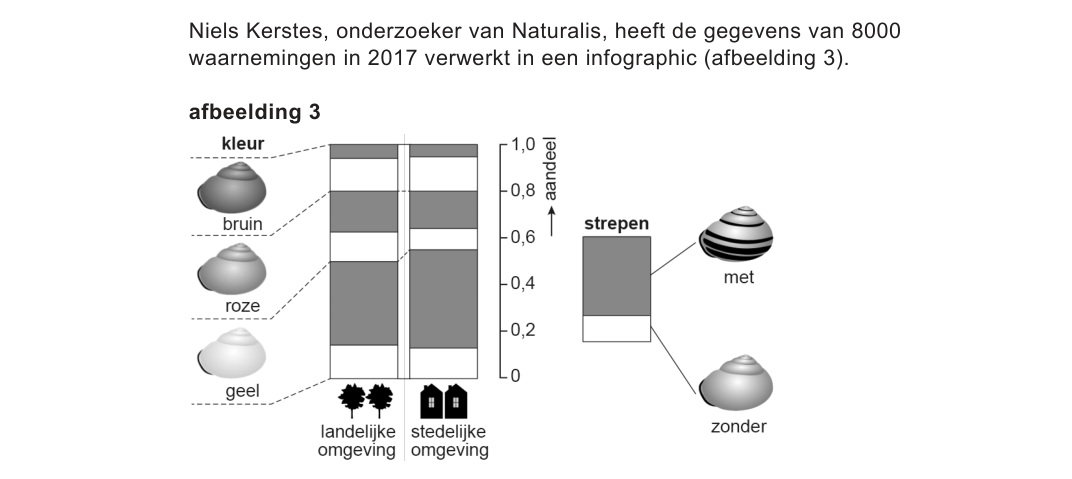 Niels Kerstes, onderzoeker van Naturalis, heeft de gegevens van 8000
waarnemingen in 2017 verwerkt in een infographic (afbeelding 3).
afbeelding 3
kleur
bruin
roze
geel
landelijke
omgeving
stedelijke
omgeving
1,0
0,8
0,6
0,4
0,2
0
aandeel
strepen
met
zonder